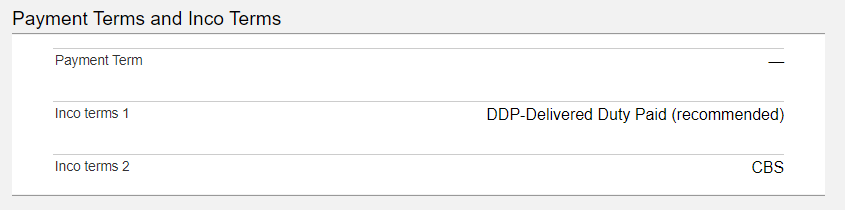 Payment Terms and Inco Terms
Payment Term —
Inco terms 1 DDP-Delivered Duty Paid (recommended)
Inco terms 2 CBS